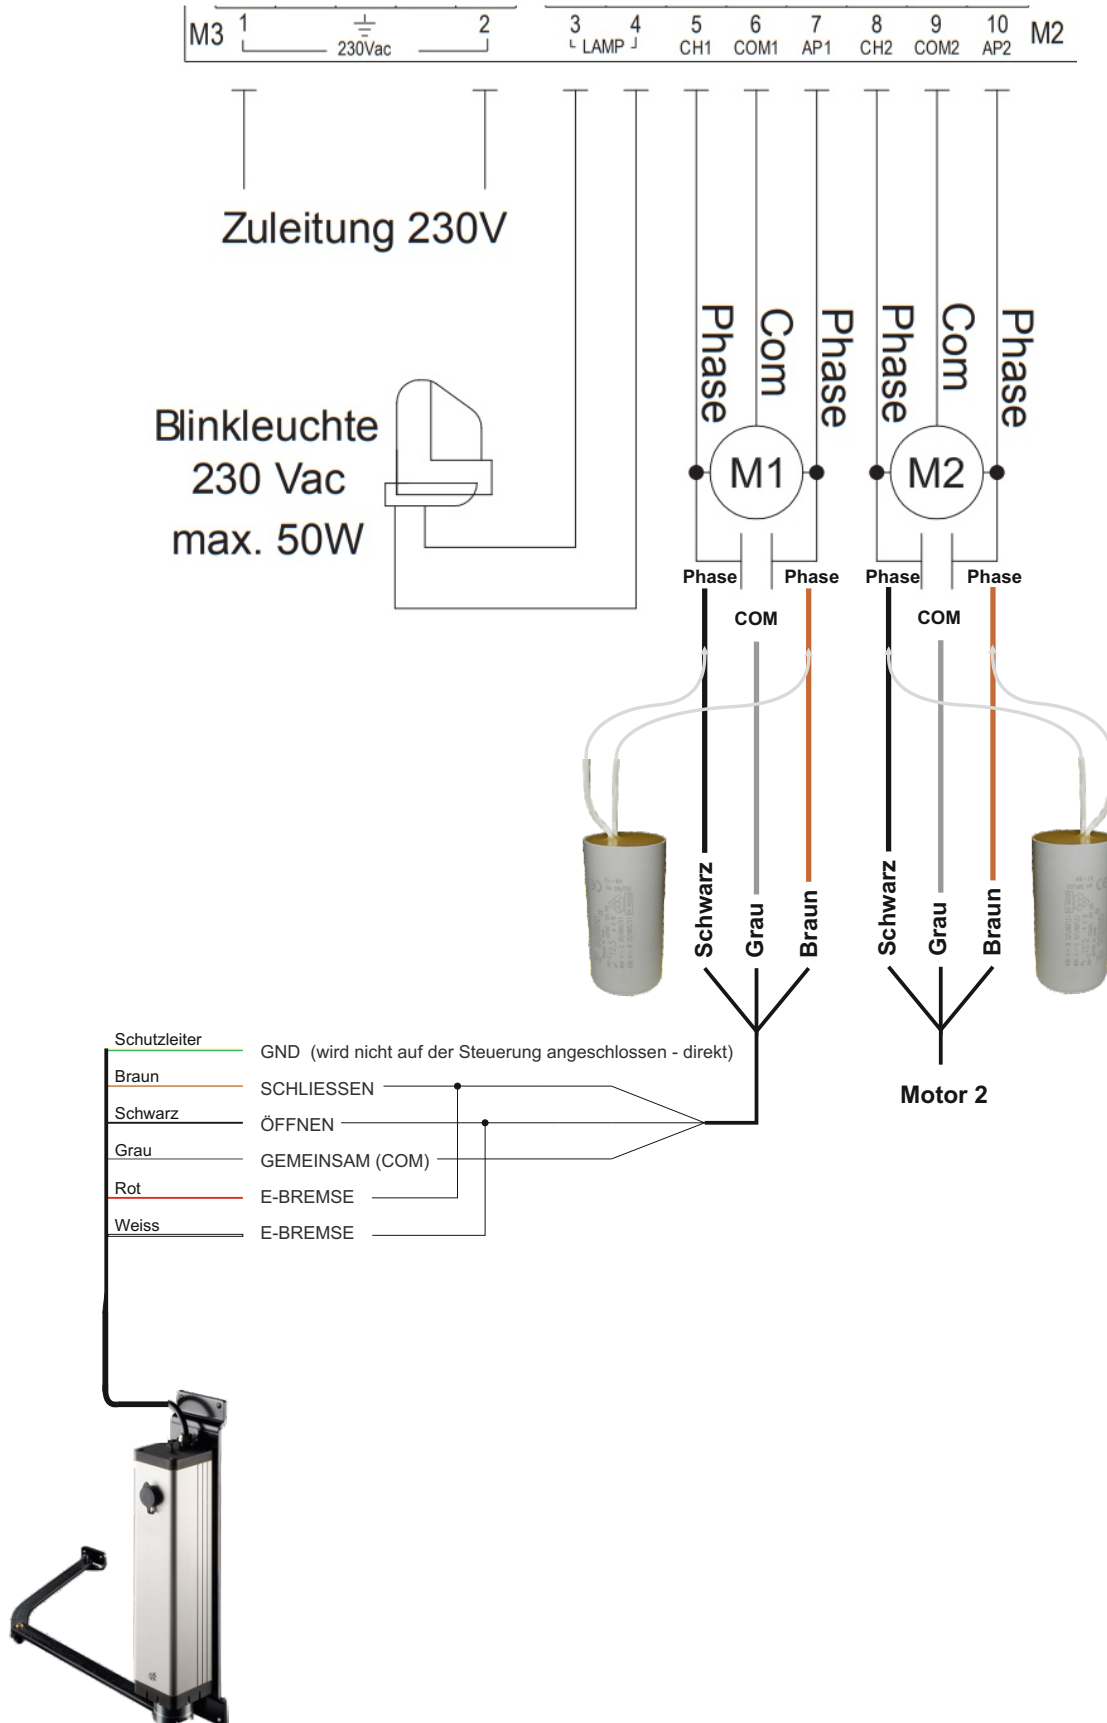 M3 1 2 3 4 5 6 7 8 9 10 M2
230Vac LAMP CH1 COM1 AP1 CH2 COM2 AP2
Zuleitung 230V
Phase Com Phase Phase Com Phase
Blinkleuchte
230 Vac
max. 50W
M1 M2
Phase Phase Phase Phase
COM COM
Schwarz Grau Braun Schwarz Grau Braun
Schutzleiter GND (wird nicht auf der Steuerung angeschlossen - direkt)
Braun SCHLIESSEN
Schwarz ÖFFNEN
Grau GEMEINSAM (COM)
Rot E-BREMSE
Weiss E-BREMSE
Motor 2